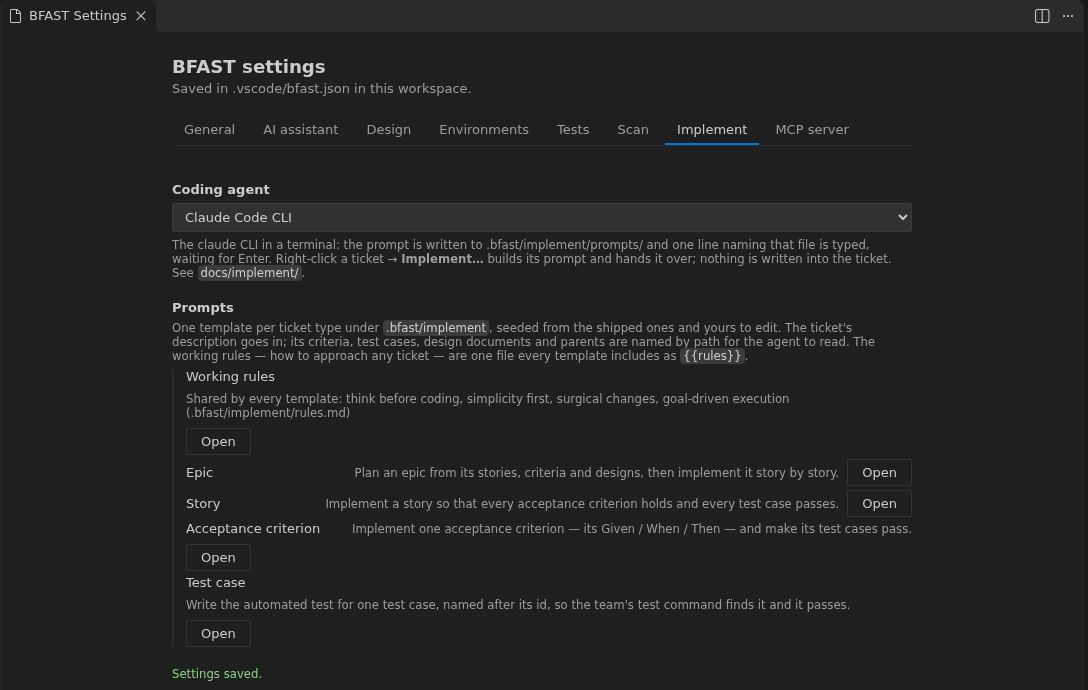 BFAST Settings
BFAST settings
Saved in .vscode/bfast.json in this workspace.
General AI assistant Design Environments Tests Scan Implement MCP server
Coding agent
Claude Code CLI
The claude CLI in a terminal: the prompt is written to .bfast/implement/prompts/ and one line naming that file is typed,
waiting for Enter. Right-click a ticket → Implement... builds its prompt and hands it over; nothing is written into the ticket.
See docs/implement/.
Prompts
One template per ticket type under .bfast/implement, seeded from the shipped ones and yours to edit. The ticket's
description goes in; its criteria, test cases, design documents and parents are named by path for the agent to read. The
working rules — how to approach any ticket — are one file every template includes as {{rules}}.
Working rules
Shared by every template: think before coding, simplicity first, surgical changes, goal-driven execution
(.bfast/implement/rules.md)
Open
Epic Plan an epic from its stories, criteria and designs, then implement it story by story. Open
Story Implement a story so that every acceptance criterion holds and every test case passes. Open
Acceptance criterion Implement one acceptance criterion — its Given / When / Then — and make its test cases pass.
Open
Test case
Write the automated test for one test case, named after its id, so the team's test command finds it and it passes.
Open
Settings saved.